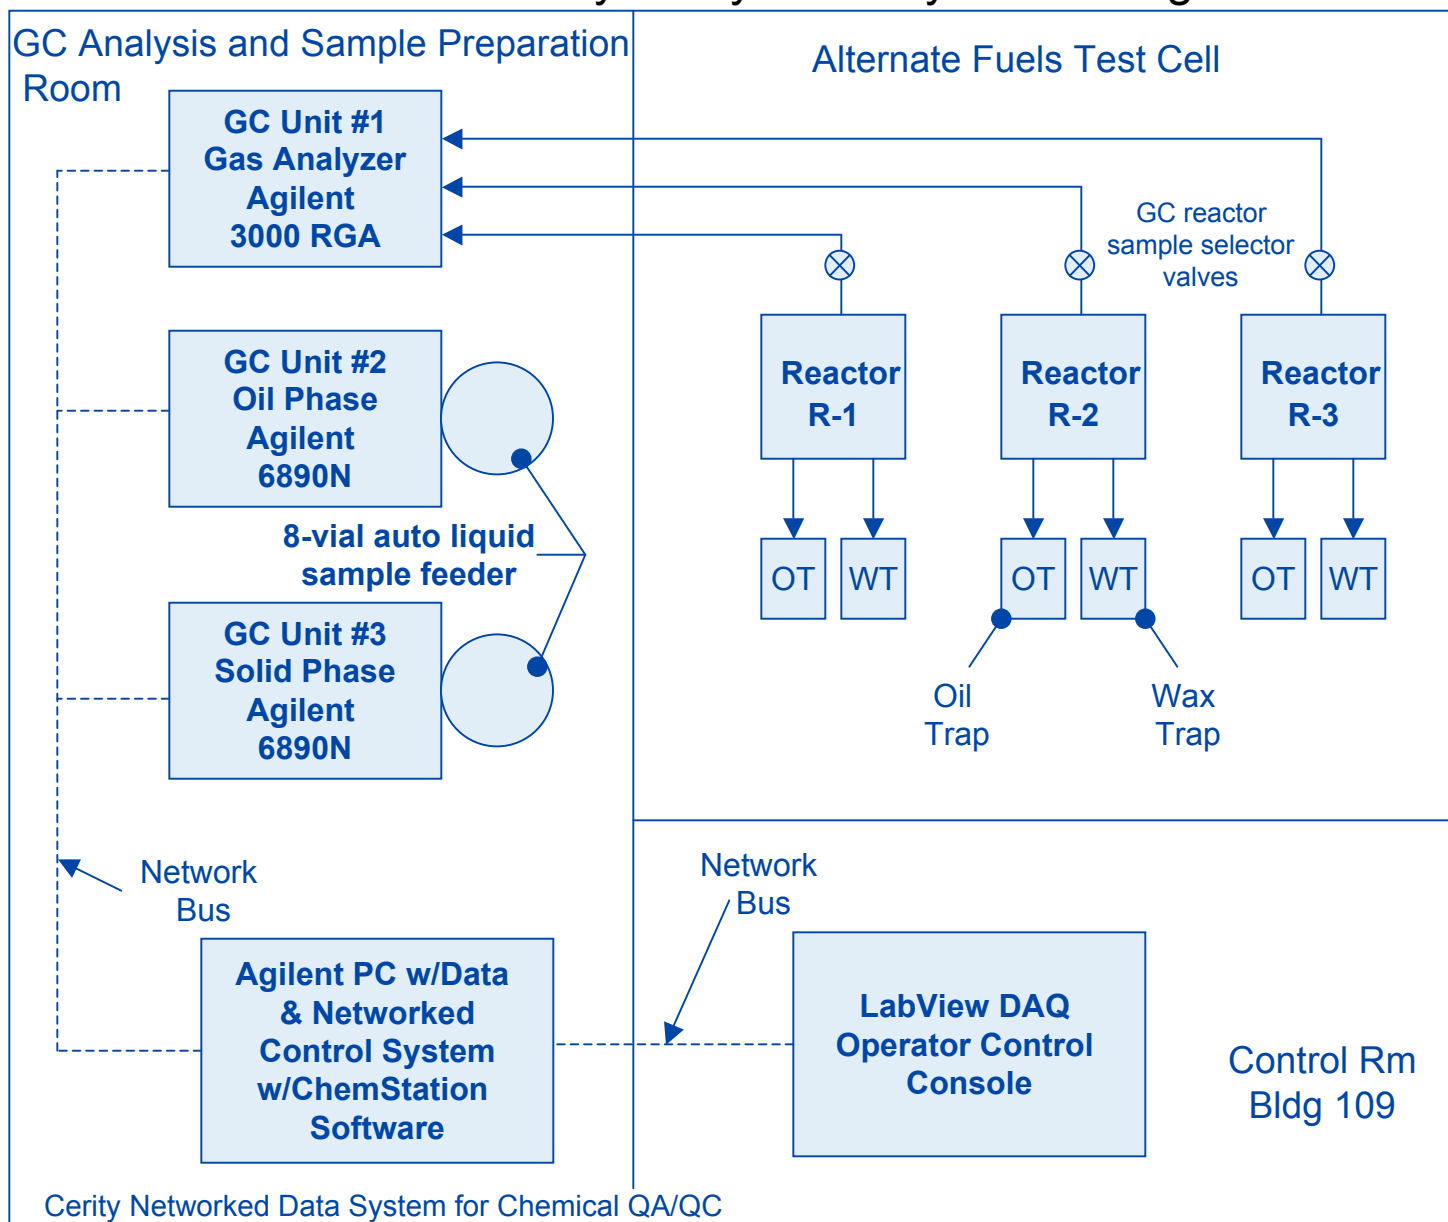 GC Analysis and Sample Preparation
Room
Alternate Fuels Test Cell
GC Unit #1
Gas Analyzer
Agilent
3000 RGA
GC reactor
sample selector
valves
GC Unit #2
Oil Phase
Agilent
6890N
Reactor
R-1
Reactor
R-2
Reactor
R-3
8-vial auto liquid
sample feeder
OT
WT
OT
WT
OT
WT
GC Unit #3
Solid Phase
Agilent
6890N
Oil
Trap
Wax
Trap
Network
Bus
Network
Bus
Agilent PC w/Data
& Networked
Control System
w/ChemStation
Software
LabView DAQ
Operator Control
Console
Control Rm
Bldg 109
Cerity Networked Data System for Chemical QA/QC